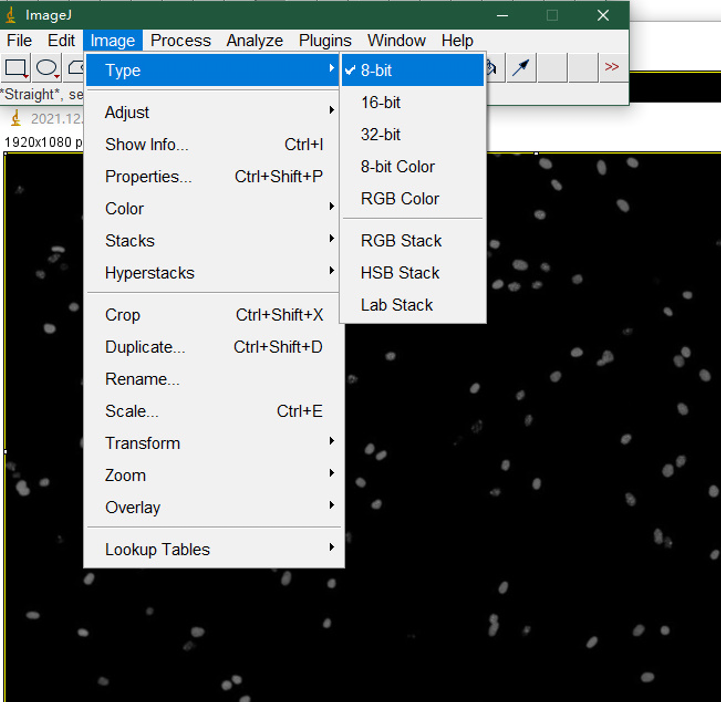 ImageJ
File Edit Image Process Analyze Plugins Window Help
>>
*Straight*, se
2021.12.
1920x1080 p
Type
Adjust
Show Info... Ctrl+I
Properties... Ctrl+Shift+P
Color
Stacks
Hyperstacks
Crop Ctrl+Shift+X
Duplicate... Ctrl+Shift+D
Rename...
Scale... Ctrl+E
Transform
Zoom
Overlay
Lookup Tables
8-bit
16-bit
32-bit
8-bit Color
RGB Color
RGB Stack
HSB Stack
Lab Stack